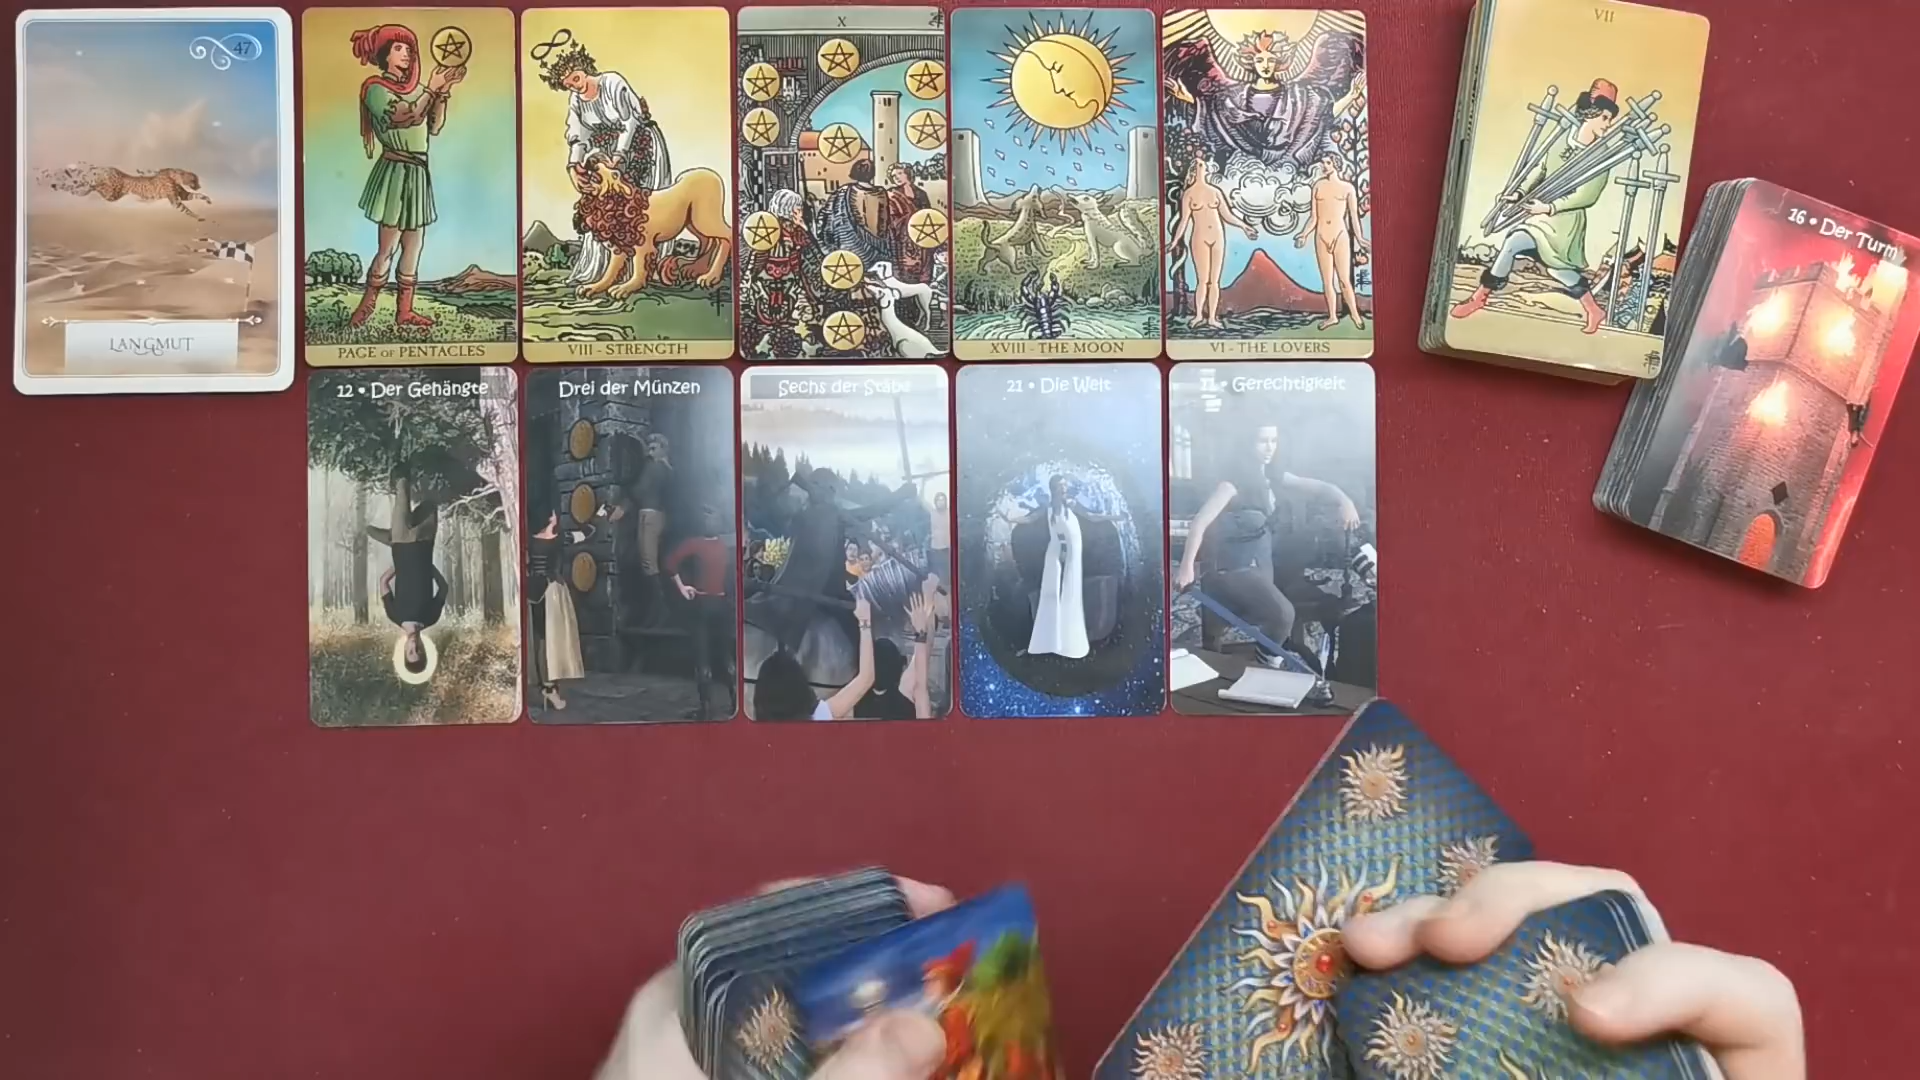 47
LANGMUT
PAGE OF PENTACLES
VIII - STRENGTH
X
XVIII - THE MOON
VI - THE LOVERS
VII
16 • Der Turm
12 • Der Gehängte
Drei der Münzen
Sechs der Stäbe
21 • Die Welt
11 • Gerechtigkeit